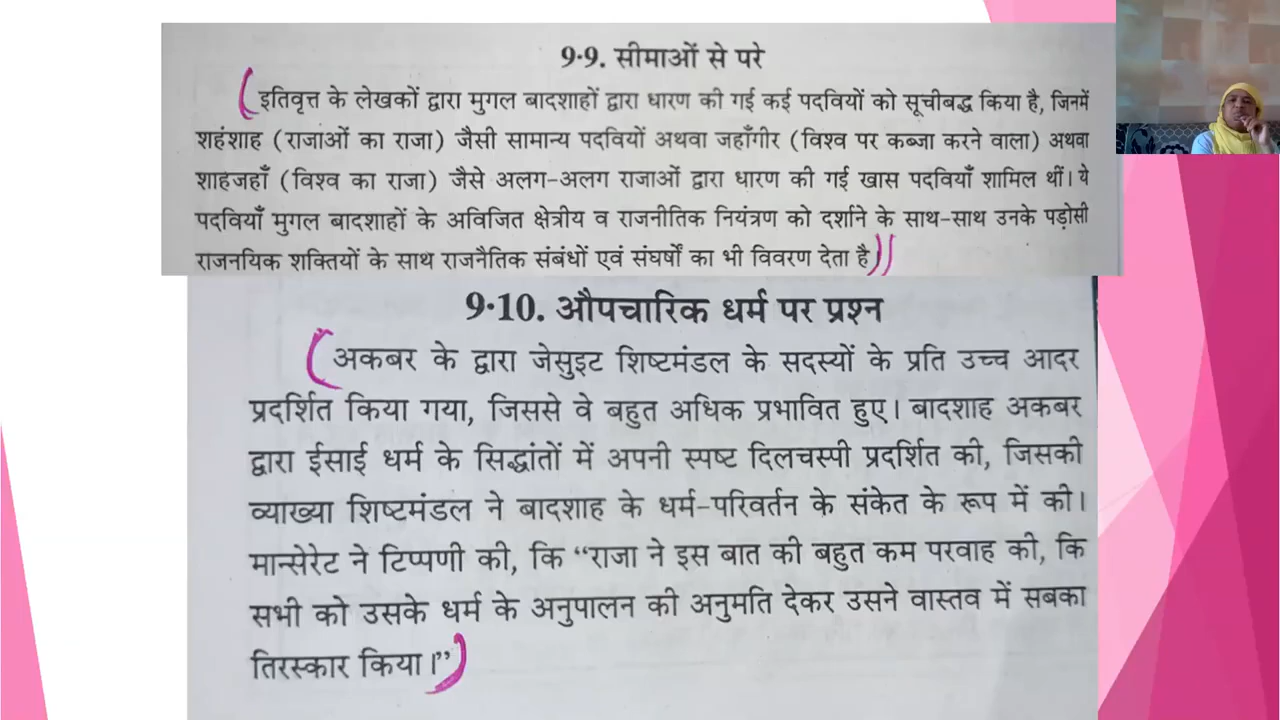 9·9. सीमाओं से परे
इतिवृत्त के लेखकों द्वारा मुगल बादशाहों द्वारा धारण की गई कई पदवियों को सूचीबद्ध किया है, जिनमें
शहंशाह (राजाओं का राजा) जैसी सामान्य पदवियों अथवा जहाँगीर (विश्व पर कब्जा करने वाला) अथवा
शाहजहाँ (विश्व का राजा) जैसे अलग-अलग राजाओं द्वारा धारण की गई खास पदवियाँ शामिल थीं। ये
पदवियाँ मुगल बादशाहों के अविजित क्षेत्रीय व राजनीतिक नियंत्रण को दर्शाने के साथ-साथ उनके पड़ोसी
राजनयिक शक्तियों के साथ राजनैतिक संबंधों एवं संघर्षों का भी विवरण देता है।
9·10. औपचारिक धर्म पर प्रश्न
अकबर के द्वारा जेसुइट शिष्टमंडल के सदस्यों के प्रति उच्च आदर
प्रदर्शित किया गया, जिससे वे बहुत अधिक प्रभावित हुए। बादशाह अकबर
द्वारा ईसाई धर्म के सिद्धांतों में अपनी स्पष्ट दिलचस्पी प्रदर्शित की, जिसकी
व्याख्या शिष्टमंडल ने बादशाह के धर्म-परिवर्तन के संकेत के रूप में की।
मान्सेरेट ने टिप्पणी की, कि “राजा ने इस बात की बहुत कम परवाह की, कि
सभी को उसके धर्म के अनुपालन की अनुमति देकर उसने वास्तव में सबका
तिरस्कार किया।”